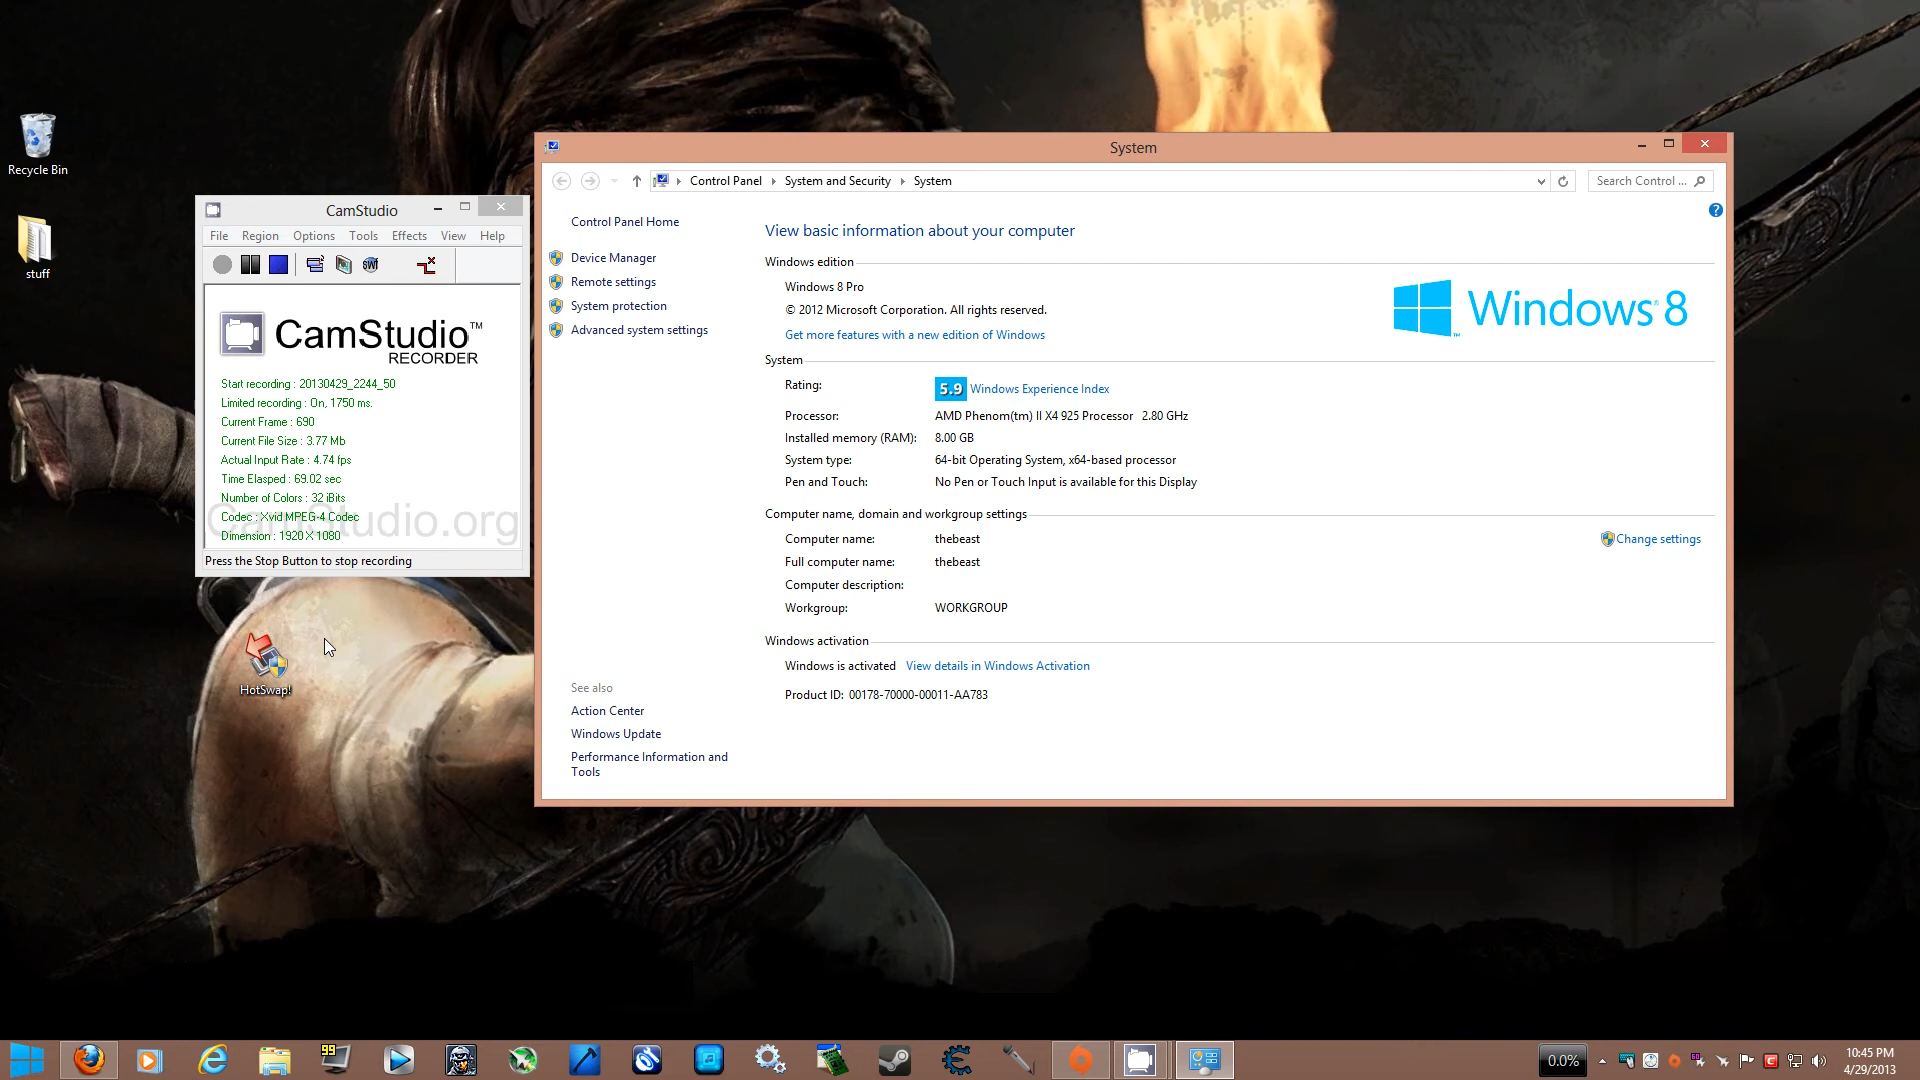 Recycle Bin
stuff
CamStudio
File Region Options Tools Effects View Help
SWF
CamStudio™
RECORDER
Start recording : 20130429_2244_50
Limited recording : On, 1750 ms.
Current Frame : 690
Current File Size : 3.77 Mb
Actual Input Rate : 4.74 fps
Time Elasped : 69.02 sec
Number of Colors : 32 iBits
Codec : Xvid MPEG-4 Codec
CamStudio.org
Dimension : 1920 X 1080
Press the Stop Button to stop recording
HotSwap!
System
Control Panel System and Security System
Search Control ...
Control Panel Home
Device Manager
Remote settings
System protection
Advanced system settings
See also
Action Center
Windows Update
Performance Information and
Tools
View basic information about your computer
Windows edition
Windows 8 Pro
© 2012 Microsoft Corporation. All rights reserved.
Get more features with a new edition of Windows
Windows® 8
System
Rating: 5.9 Windows Experience Index
Processor: AMD Phenom(tm) II X4 925 Processor 2.80 GHz
Installed memory (RAM): 8.00 GB
System type: 64-bit Operating System, x64-based processor
Pen and Touch: No Pen or Touch Input is available for this Display
Computer name, domain and workgroup settings
Computer name: thebeast
Change settings
Full computer name: thebeast
Computer description:
Workgroup: WORKGROUP
Windows activation
Windows is activated View details in Windows Activation
Product ID: 00178-70000-00011-AA783
99
0.0%
10:45 PM
4/29/2013